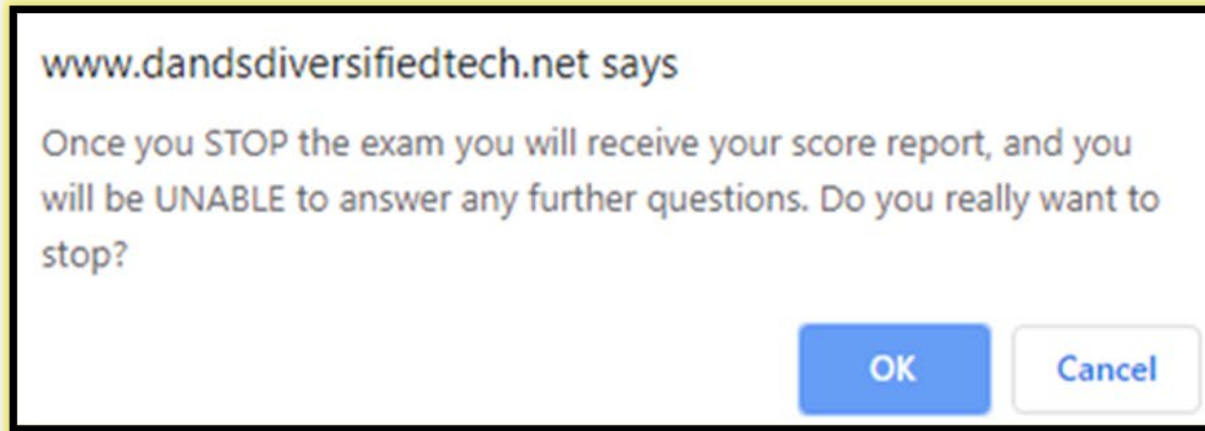 www.dandsdiversifiedtech.net says
Once you STOP the exam you will receive your score report, and you
will be UNABLE to answer any further questions. Do you really want to
stop?
OK Cancel